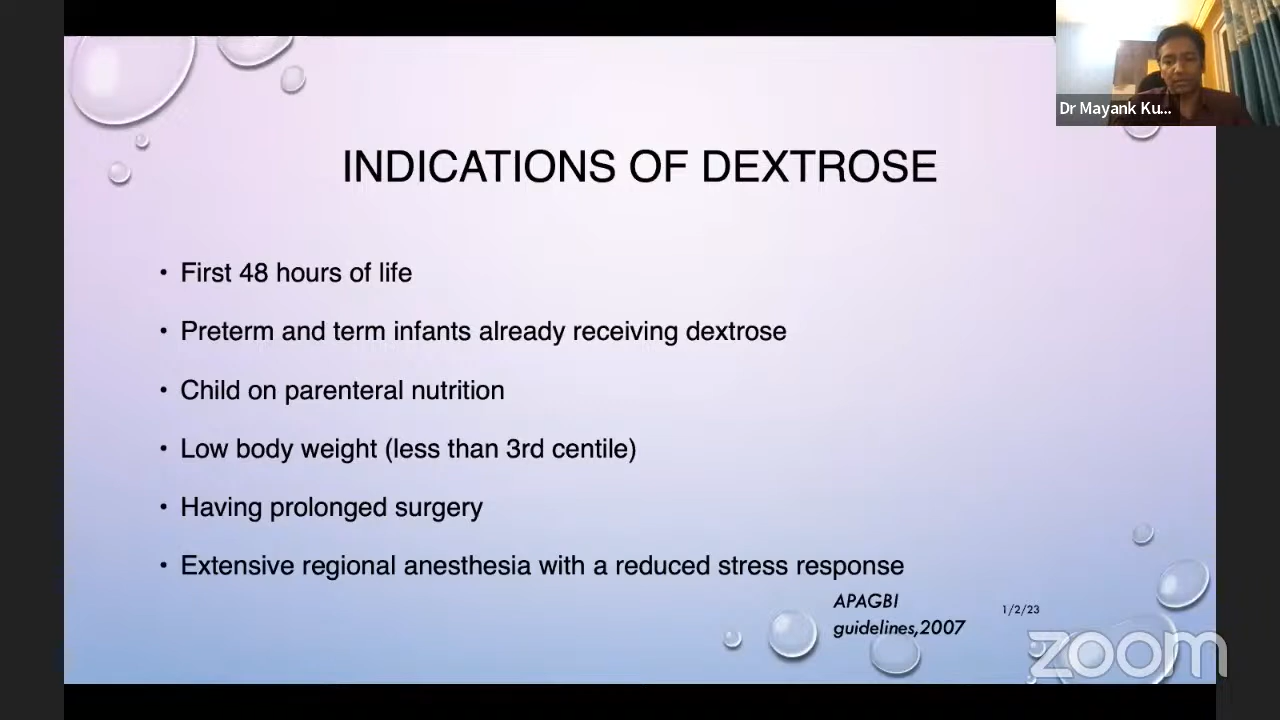 Dr Mayank Ku...
INDICATIONS OF DEXTROSE
• First 48 hours of life
• Preterm and term infants already receiving dextrose
• Child on parenteral nutrition
• Low body weight (less than 3rd centile)
• Having prolonged surgery
• Extensive regional anesthesia with a reduced stress response
APAGBI
guidelines,2007
1/2/23
zoom